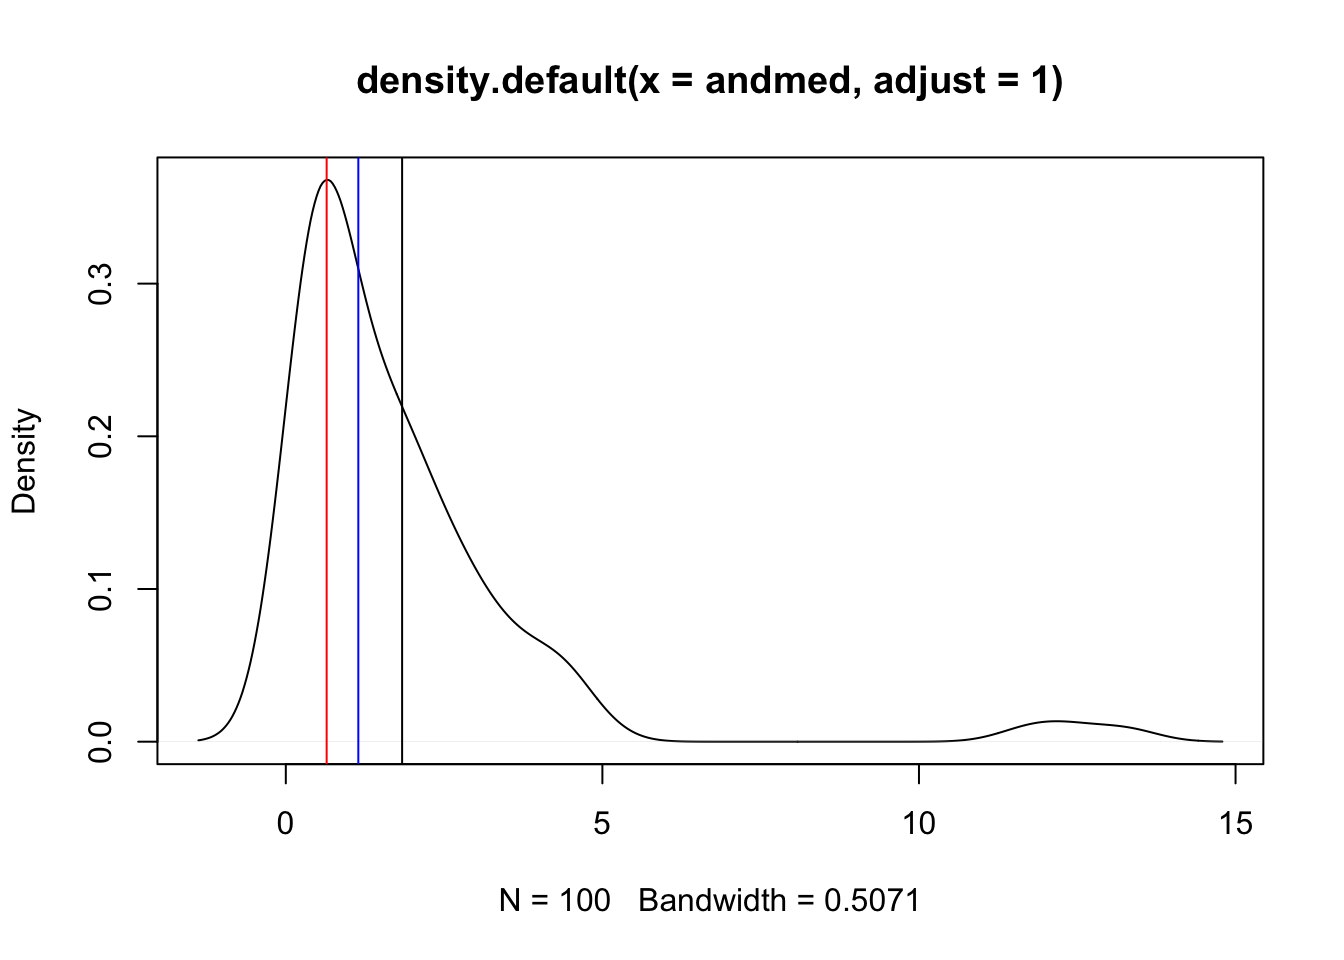 density.default(x = andmed, adjust = 1)
Density
0.3
0.2
0.1
0.0
0 5 10 15
N = 100   Bandwidth = 0.5071